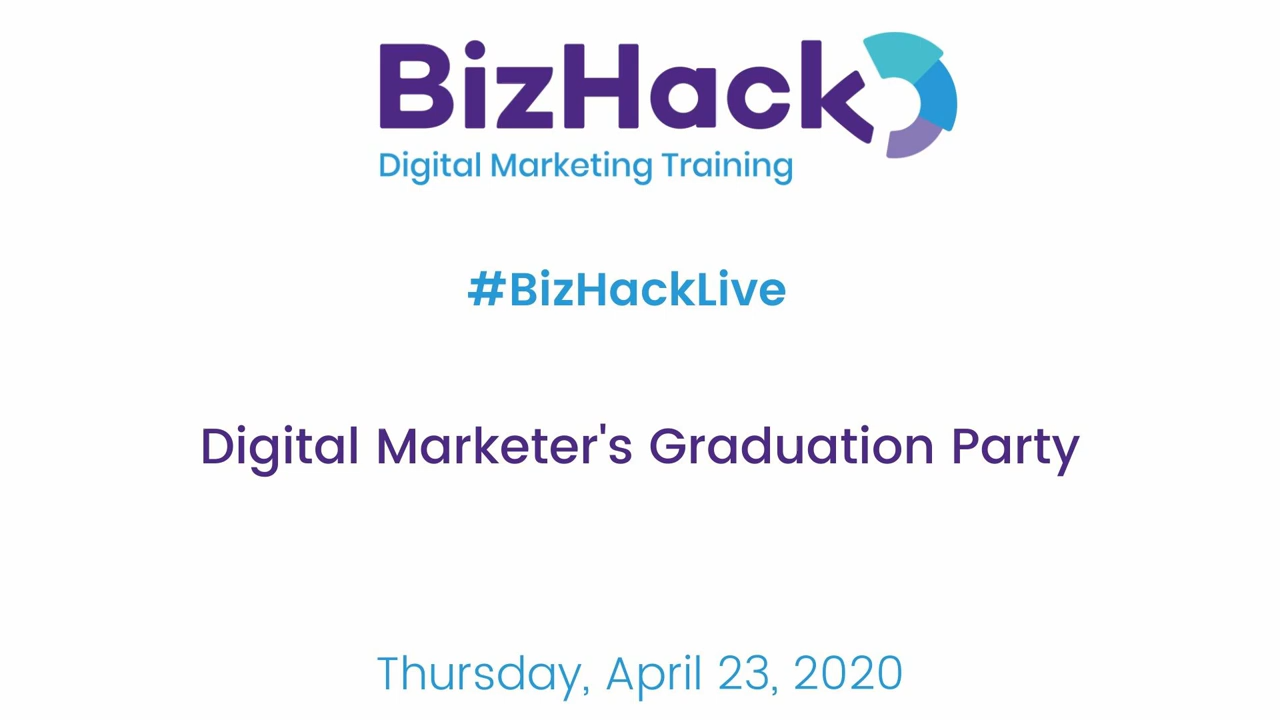 BizHack
Digital Marketing Training
#BizHackLive
Digital Marketer's Graduation Party
Thursday, April 23, 2020